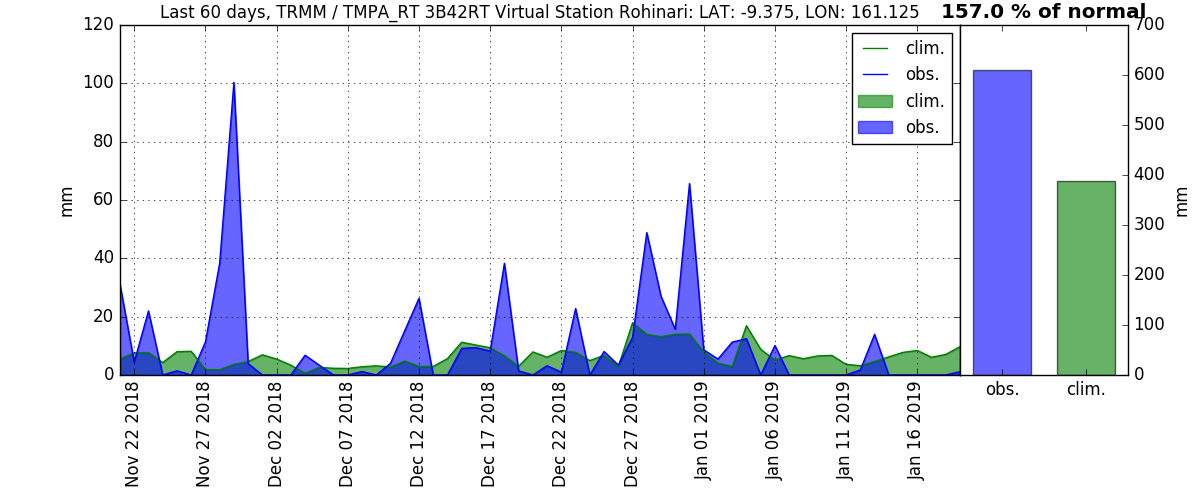 Last 60 days, TRMM / TMPA_RT 3B42RT Virtual Station Rohinari: LAT: -9.375, LON: 161.125
157.0 % of normal
120
100
80
60
40
20
0
mm
clim.
obs.
clim.
obs.
700
600
500
400
300
200
100
0
mm
obs.
clim.
Nov 22 2018
Nov 27 2018
Dec 02 2018
Dec 07 2018
Dec 12 2018
Dec 17 2018
Dec 22 2018
Dec 27 2018
Jan 01 2019
Jan 06 2019
Jan 11 2019
Jan 16 2019